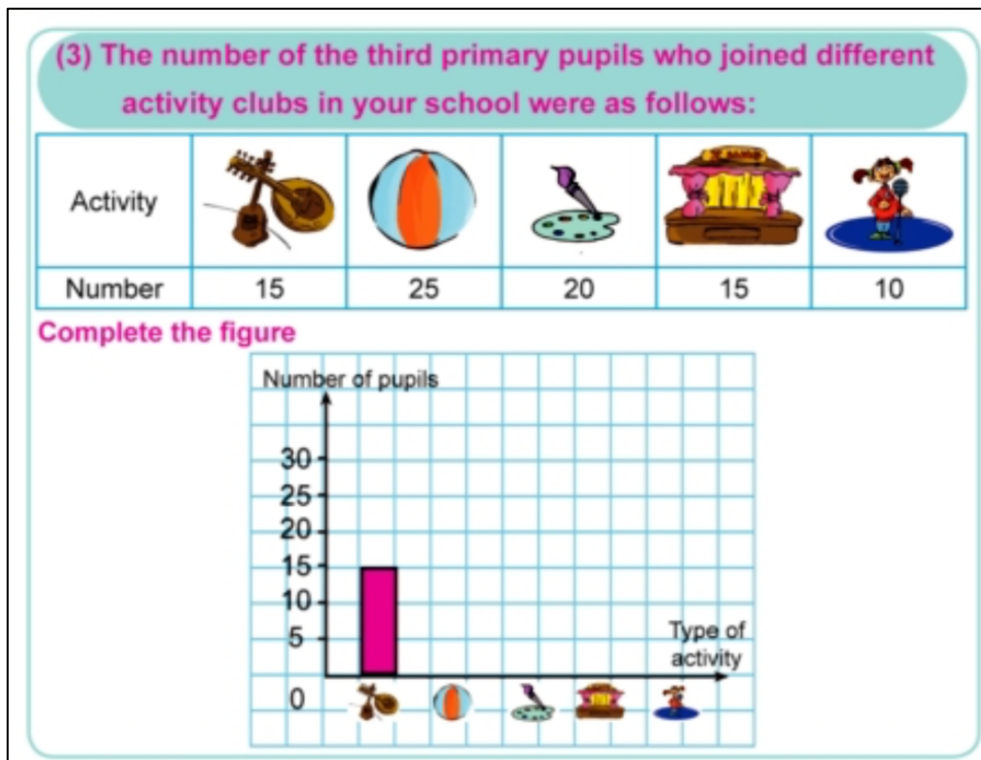 (3) The number of the third primary pupils who joined different
activity clubs in your school were as follows:
Activity
Number 15 25 20 15 10
Complete the figure
Number of pupils
30
25
20
15
10
5
0
Type of
activity